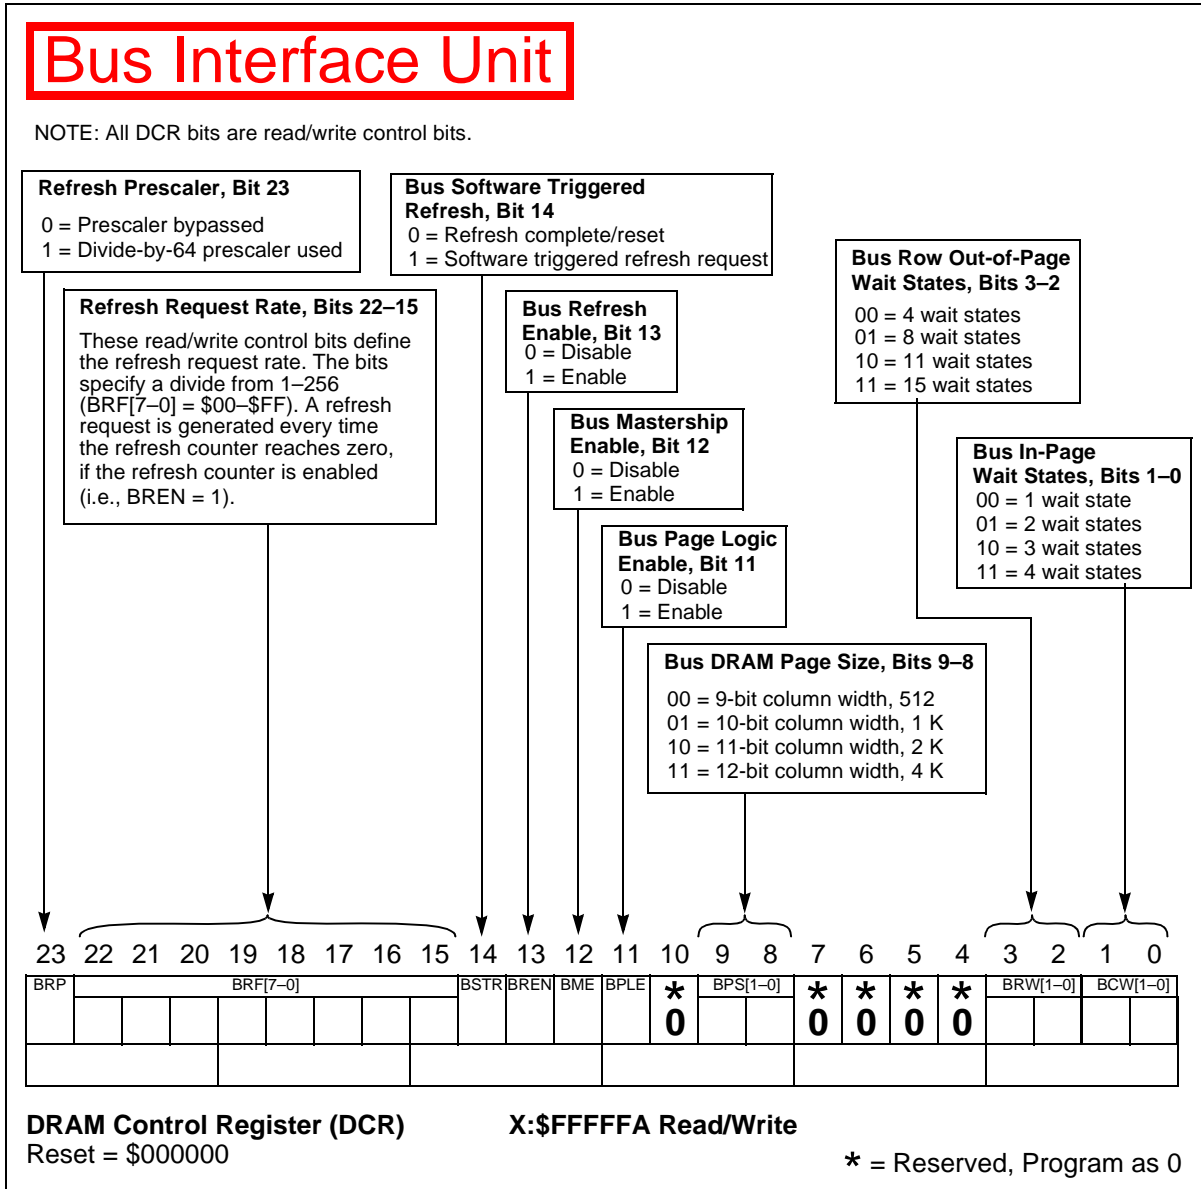 Bus Interface Unit
NOTE: All DCR bits are read/write control bits.
Refresh Prescaler, Bit 23
0 = Prescaler bypassed
1 = Divide-by-64 prescaler used
Bus Software Triggered
Refresh, Bit 14
0 = Refresh complete/reset
1 = Software triggered refresh request
Bus Row Out-of-Page
Wait States, Bits 3–2
00 = 4 wait states
01 = 8 wait states
10 = 11 wait states
11 = 15 wait states
Refresh Request Rate, Bits 22–15
These read/write control bits define
the refresh request rate. The bits
specify a divide from 1–256
(BRF[7–0] = $00–$FF). A refresh
request is generated every time
the refresh counter reaches zero,
if the refresh counter is enabled
(i.e., BREN = 1).
Bus Refresh
Enable, Bit 13
0 = Disable
1 = Enable
Bus Mastership
Enable, Bit 12
0 = Disable
1 = Enable
Bus In-Page
Wait States, Bits 1–0
00 = 1 wait state
01 = 2 wait states
10 = 3 wait states
11 = 4 wait states
Bus Page Logic
Enable, Bit 11
0 = Disable
1 = Enable
Bus DRAM Page Size, Bits 9–8
00 = 9-bit column width, 512
01 = 10-bit column width, 1 K
10 = 11-bit column width, 2 K
11 = 12-bit column width, 4 K
23 22 21 20 19 18 17 16 15 14 13 12 11 10 9 8 7 6 5 4 3 2 1 0
BRP BRF[7–0] BSTR BREN BME BPLE * BPS[1–0] * * * * BRW[1–0] BCW[1–0]
0 0 0 0 0
DRAM Control Register (DCR) X:$FFFFFA Read/Write
Reset = $000000
* = Reserved, Program as 0